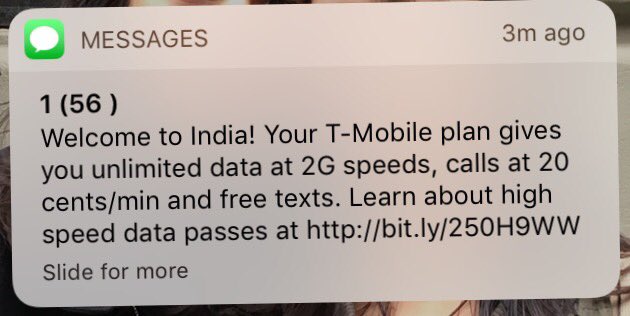 MESSAGES
3m ago
1 (56 )
Welcome to India! Your T-Mobile plan gives
you unlimited data at 2G speeds, calls at 20
cents/min and free texts. Learn about high
speed data passes at http://bit.ly/250H9WW
Slide for more